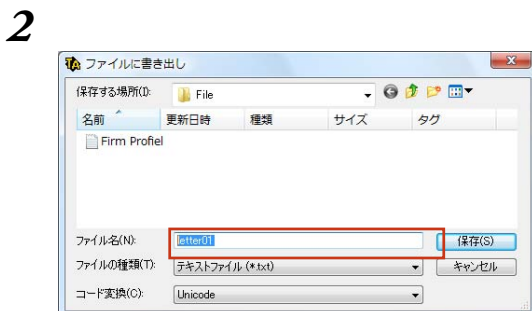 2
ファイルに書き出し
保存する場所(I):
File
名前 更新日時 種類 サイズ タグ
Firm Profiel
ファイル名(N): letter01 保存(S)
ファイルの種類(T): テキストファイル (*.txt) キャンセル
コード変換(C): Unicode